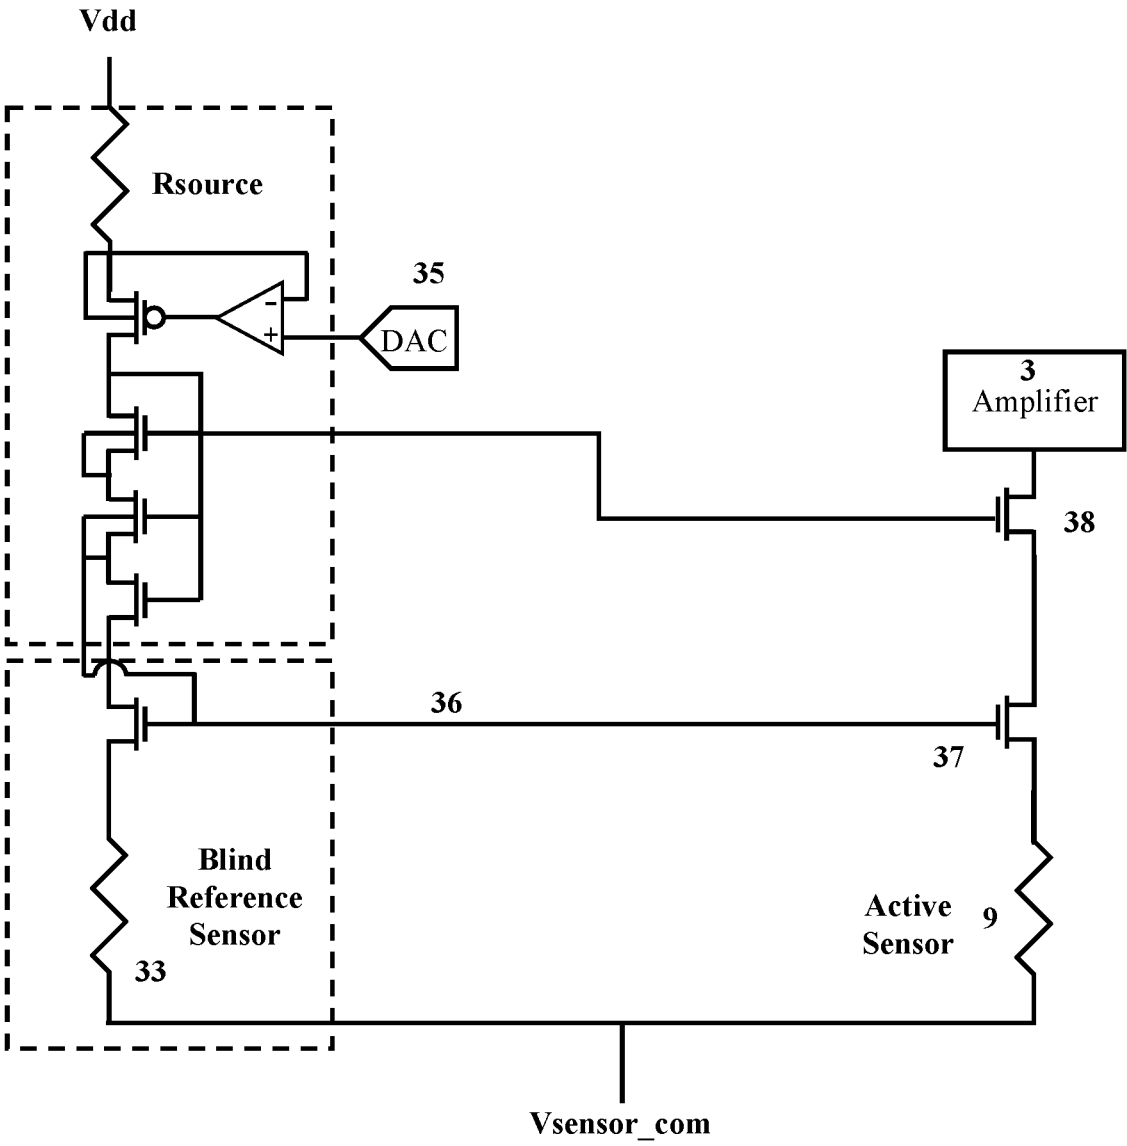 Vdd
Rsource
35
-
+
DAC
3
Amplifier
38
36
37
Blind
Reference
Sensor
33
Active
Sensor
9
Vsensor_com